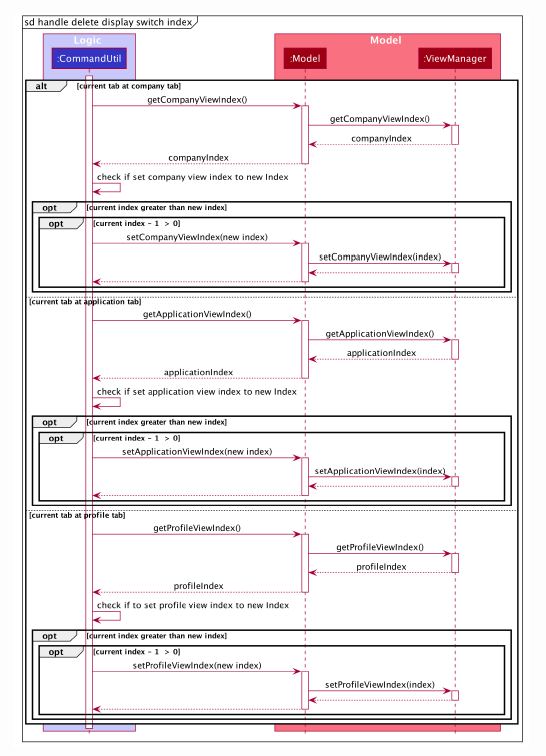 sd handle delete display switch index
Logic
Model
:CommandUtil
:Model
:ViewManager
alt
[current tab at company tab]
getCompanyViewIndex()
getCompanyViewIndex()
companyIndex
companyIndex
check if set company view index to new Index
opt
[current index greater than new index]
opt
[current index - 1 > 0]
setCompanyViewIndex(new index)
setCompanyViewIndex(index)
[current tab at application tab]
getApplicationViewIndex()
getApplicationViewIndex()
applicationIndex
applicationIndex
check if set application view index to new Index
opt
[current index greater than new index]
opt
[current index - 1 > 0]
setApplicationViewIndex(new index)
setApplicationViewIndex(index)
[current tab at profile tab]
getProfileViewIndex()
getProfileViewIndex()
profileIndex
profileIndex
check if to set profile view index to new Index
opt
[current index greater than new index]
opt
[current index - 1 > 0]
setProfileViewIndex(new index)
setProfileViewIndex(index)